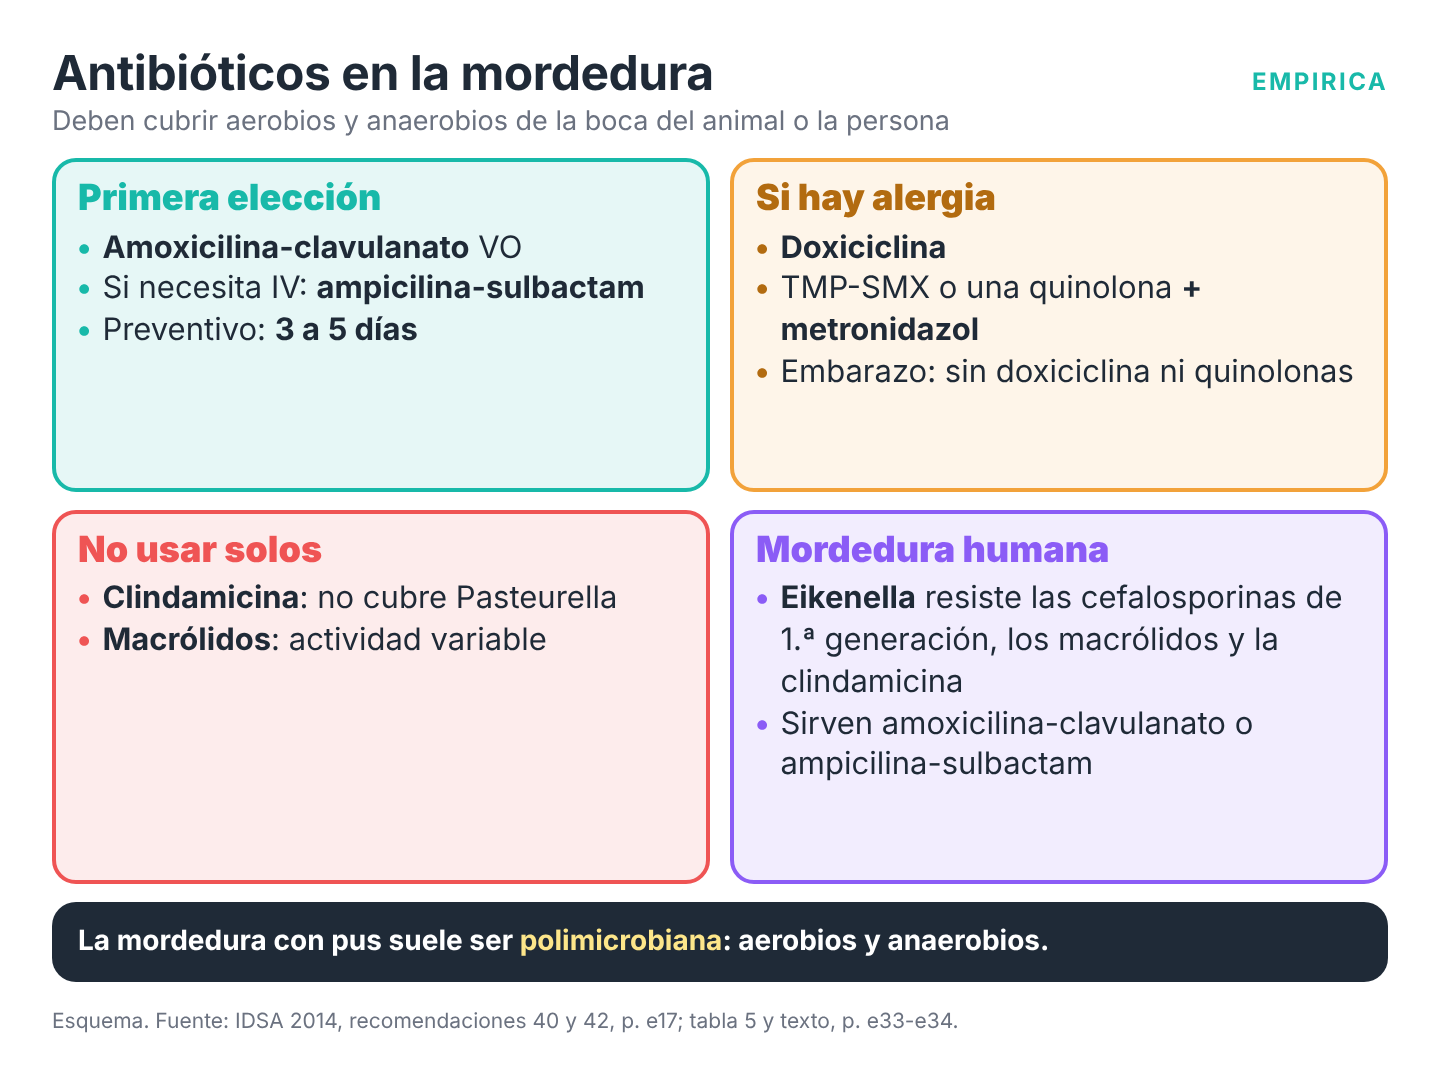 Antibióticos en la mordedura
EMPIRICA
Deben cubrir aerobios y anaerobios de la boca del animal o la persona
Primera elección
• Amoxicilina-clavulanato VO
• Si necesita IV: ampicilina-sulbactam
• Preventivo: 3 a 5 días
Si hay alergia
• Doxiciclina
• TMP-SMX o una quinolona +
metronidazol
• Embarazo: sin doxiciclina ni quinolonas
No usar solos
• Clindamicina: no cubre Pasteurella
• Macrólidos: actividad variable
Mordedura humana
• Eikenella resiste las cefalosporinas de
1.ª generación, los macrólidos y la
clindamicina
• Sirven amoxicilina-clavulanato o
ampicilina-sulbactam
La mordedura con pus suele ser polimicrobiana: aerobios y anaerobios.
Esquema. Fuente: IDSA 2014, recomendaciones 40 y 42, p. e17; tabla 5 y texto, p. e33-e34.